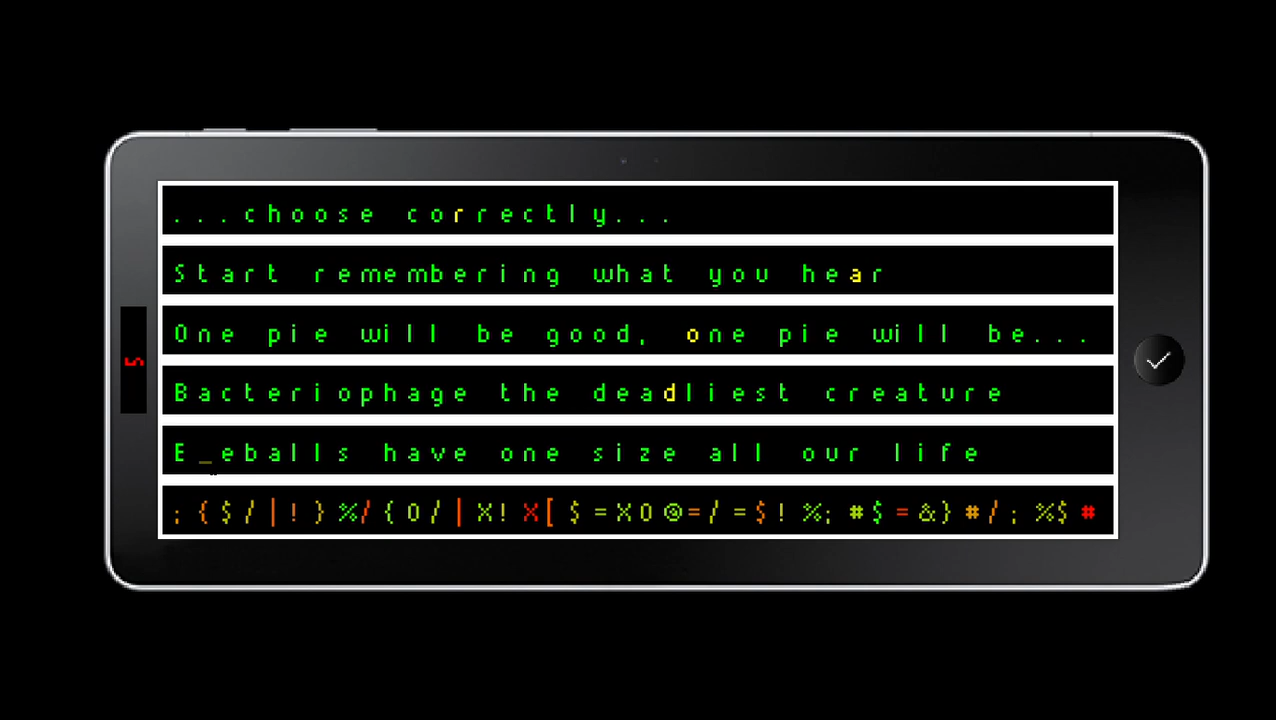 ...choose correctly...
Start remembering what you hear
One pie will be good, one pie will be...
Bacteriophage the deadliest creature
E_eballs have one size all our life
;{$/|!}%/{0/|X!X[$=X0@=/=$!%;#$=&}#/;%$#
5